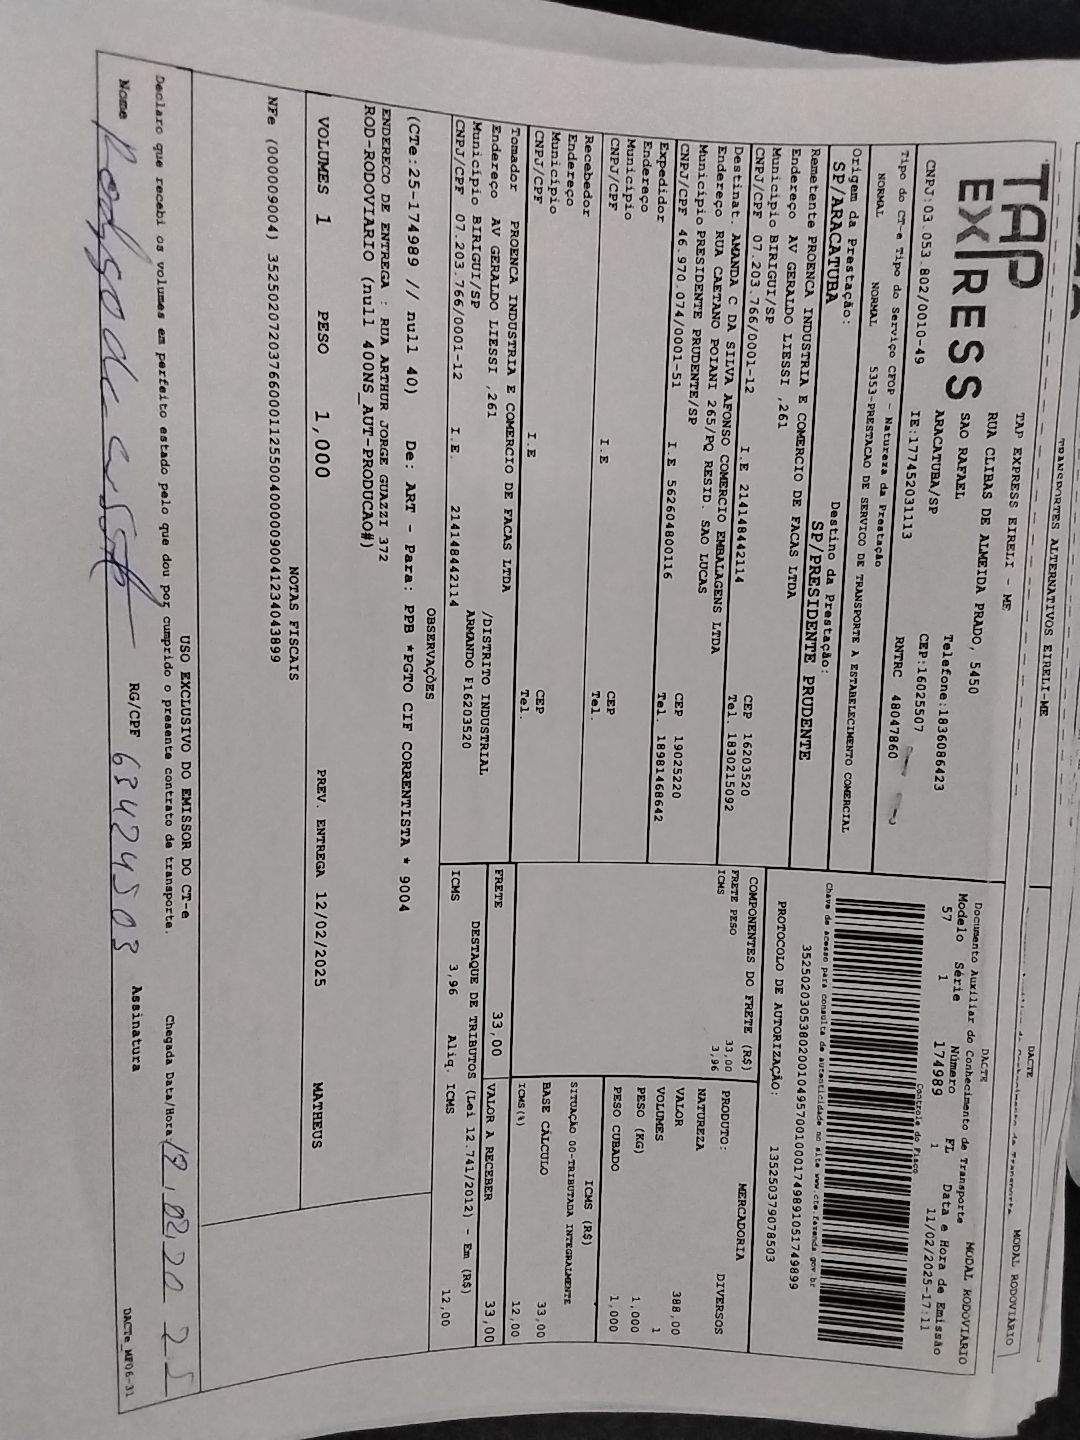 TRANSPORTES ALTERNATIVOS EIRELI-ME
DACTE
MODAL RODOVIARIO
TAP
EXPRESS
TAP EXPRESS EIRELI - ME
RUA CLIBAS DE ALMEIDA PRADO, 5450
SAO RAFAEL
Telefone:1836086423
ARACATUBA/SP
CEP:16025507
CNPJ:03.053.802/0010-49
IE:177452031113
RNTRC 48047860
DACTE
MODAL RODOVIARIO
Documento Auxiliar do Conhecimento de Transporte
Modelo Série Número FL Data e Hora de Emissão
57 1 174989 1 11/02/2025-17:11
Controle do Fisco
Tipo do CT-e Tipo do Serviço CFOP - Natureza da Prestação
NORMAL NORMAL 5353-PRESTACAO DE SERVICO DE TRANSPORTE A ESTABELECIMENTO COMERCIAL
Chave de acesso para consulta de autenticidade no site www.cte.fazenda.gov.br
35250203053802001049570010001749891051749899
Origem da Prestação: Destino da Prestação:
SP/ARACATUBA SP/PRESIDENTE PRUDENTE
PROTOCOLO DE AUTORIZAÇÃO: 135250379078503
Remetente PROENCA INDUSTRIA E COMERCIO DE FACAS LTDA
Endereço AV GERALDO LIESSI ,261
Município BIRIGUI/SP CEP 16203520
CNPJ/CPF 07.203.766/0001-12 I.E 214148442114 Tel. 1830215092
Destinat. AMANDA C DA SILVA AFONSO COMERCIO EMBALAGENS LTDA
Endereço RUA CAETANO POIANI 265/PQ RESID. SAO LUCAS
Município PRESIDENTE PRUDENTE/SP CEP 19025220
CNPJ/CPF 46.970.074/0001-51 I.E 562604800116 Tel. 18981468642
Expedidor
Endereço
Município CEP
CNPJ/CPF I.E Tel.
Recebedor
Endereço
Município CEP
CNPJ/CPF I.E Tel.
Tomador PROENCA INDUSTRIA E COMERCIO DE FACAS LTDA
Endereço AV GERALDO LIESSI ,261 /DISTRITO INDUSTRIAL
Município BIRIGUI/SP ARMANDO P16203520
CNPJ/CPF 07.203.766/0001-12 I.E. 214148442114
COMPONENTES DO FRETE (R$)
FRETE PESO 33,00
ICMS 3,96
MERCADORIA
PRODUTO: DIVERSOS
NATUREZA
VALOR 388,00
VOLUMES 1
PESO (KG) 1,000
PESO CUBADO 1,000
ICMS (R$)
SITUAÇÃO 00-TRIBUTADA INTEGRALMENTE
BASE CÁLCULO 33,00
ICMS(%) 12,00
FRETE 33,00 VALOR A RECEBER 33,00
DESTAQUE DE TRIBUTOS (Lei 12.741/2012) - Em (R$)
ICMS 3,96 Aliq. ICMS 12,00
OBSERVAÇÕES
(CTe:25-174989 // null 40) De: ART - Para: PPB *PGTO CIF CORRENTISTA * 9004
ENDERECO DE ENTREGA : RUA ARTHUR JORGE GUAZZI 372
ROD-RODOVIARIO (null 400NS_AUT-PRODUCAO#)
VOLUMES 1 PESO 1,000 PREV. ENTREGA 12/02/2025 MATHEUS
NOTAS FISCAIS
NFe (000009004) 35250207203766000112550040000090041234043899
USO EXCLUSIVO DO EMISSOR DO CT-e
Declaro que recebi os volumes em perfeito estado pelo que dou por cumprido o presente contrato de transporte. Chegada Data/Hora 12.02.20 25
Nome RG/CPF 63424503 Assinatura
DACTe_MF06-31